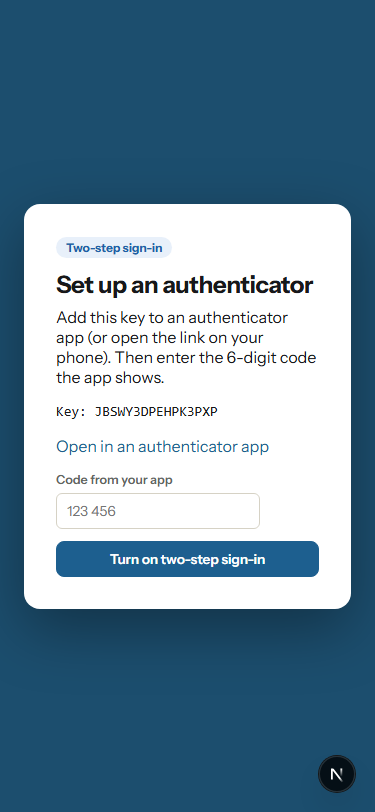 Two-step sign-in
Set up an authenticator
Add this key to an authenticator
app (or open the link on your
phone). Then enter the 6-digit code
the app shows.
Key: JBSWY3DPEHPK3PXP
Open in an authenticator app
Code from your app
123 456
Turn on two-step sign-in
N